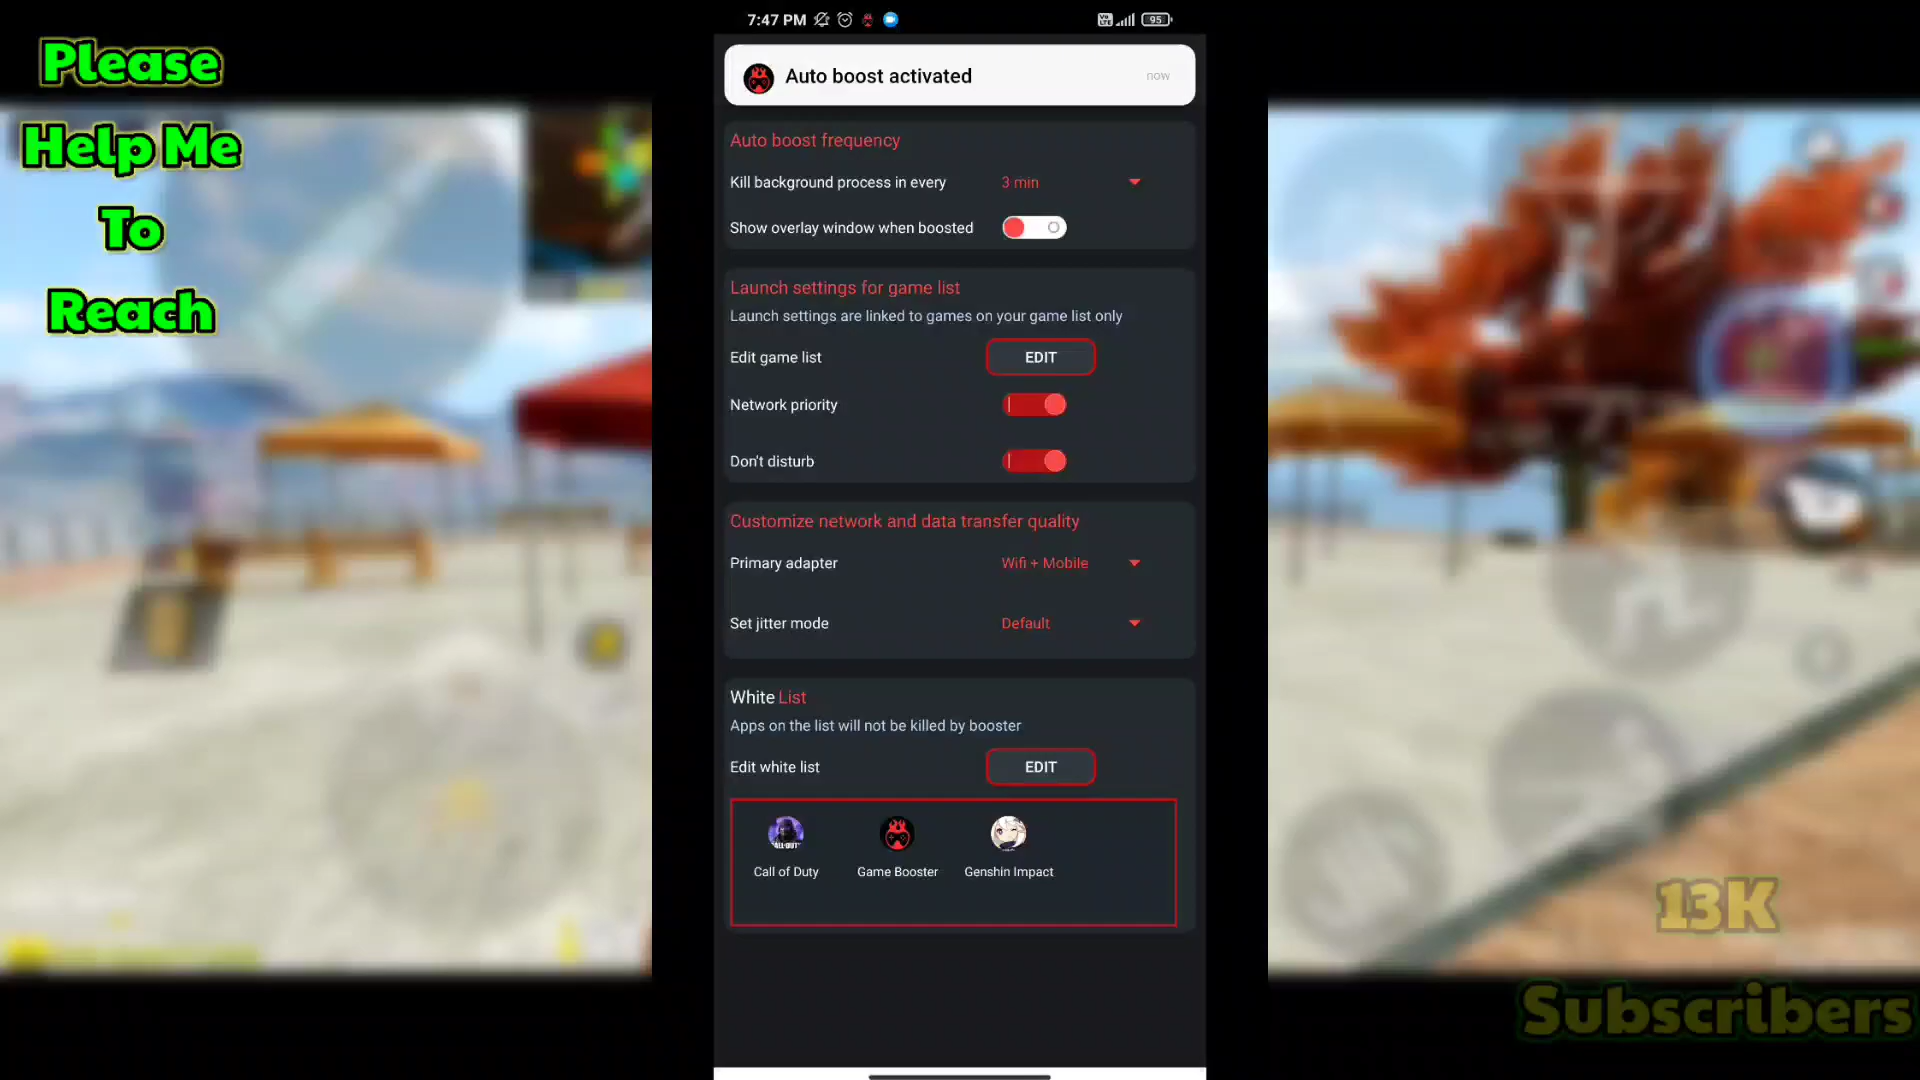 Please
Help Me
To
Reach
7:47 PM
95
Auto boost activated
now
Auto boost frequency
Kill background process in every
3 min
Show overlay window when boosted
Launch settings for game list
Launch settings are linked to games on your game list only
Edit game list
EDIT
Network priority
Don't disturb
Customize network and data transfer quality
Primary adapter
Wifi + Mobile
Set jitter mode
Default
White List
Apps on the list will not be killed by booster
Edit white list
EDIT
Call of Duty
Game Booster
Genshin Impact
13K
Subscribers